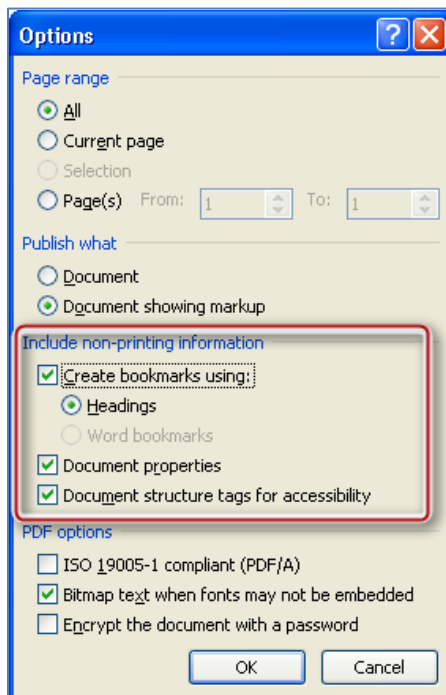 Options
Page range
All
Current page
Selection
Page(s) From: 1 To: 1
Publish what
Document
Document showing markup
Include non-printing information
Create bookmarks using:
Headings
Word bookmarks
Document properties
Document structure tags for accessibility
PDF options
ISO 19005-1 compliant (PDF/A)
Bitmap text when fonts may not be embedded
Encrypt the document with a password
OK Cancel